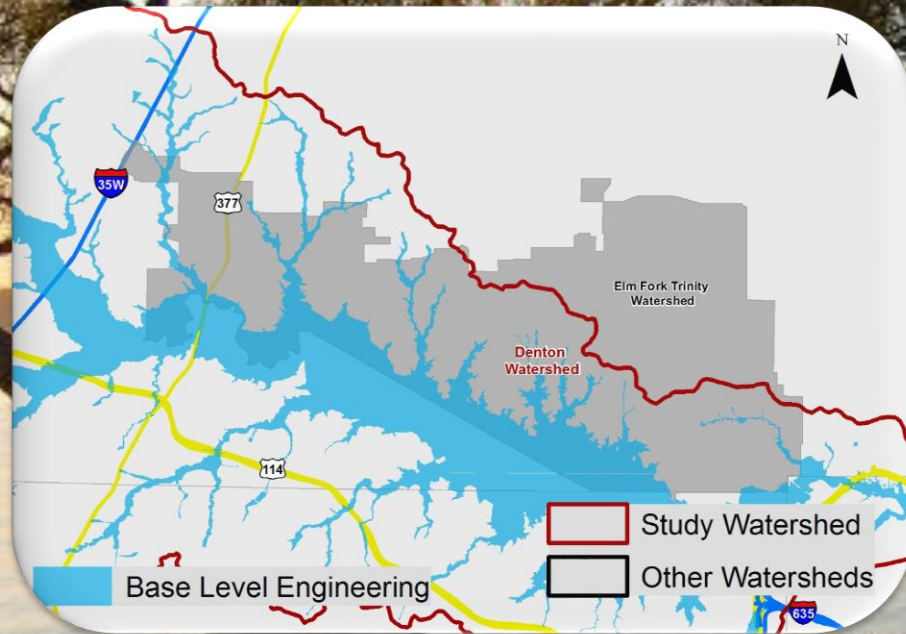 N
35W
377
Elm Fork Trinity
Watershed
Denton
Watershed
114
Study Watershed
Other Watersheds
Base Level Engineering
635